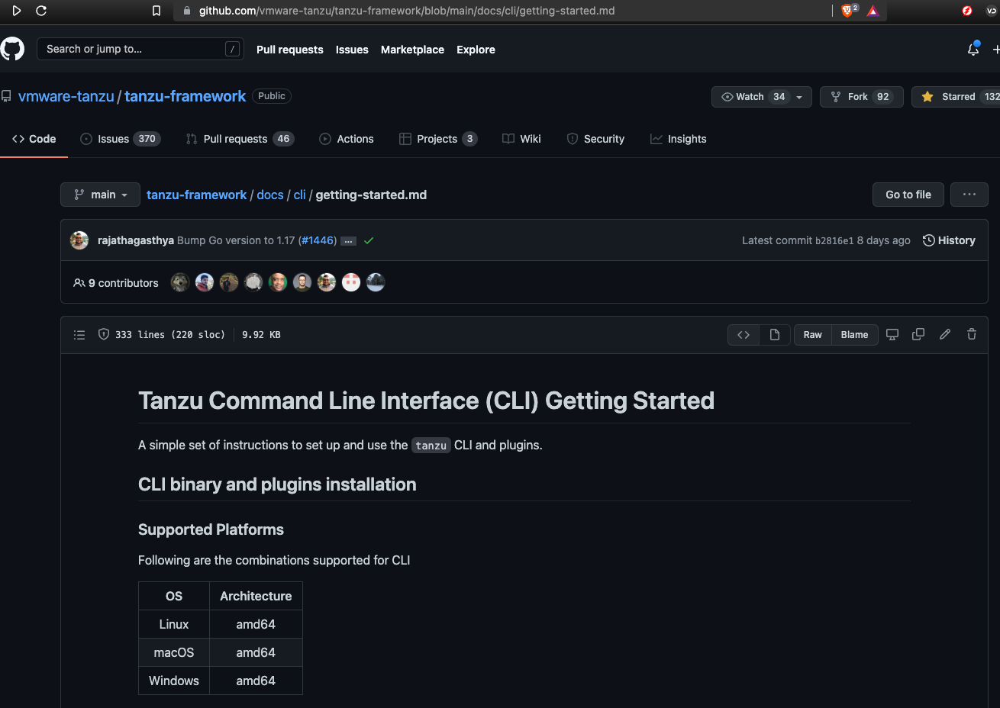 github.com/vmware-tanzu/tanzu-framework/blob/main/docs/cli/getting-started.md 2 VD
Search or jump to... / Pull requests Issues Marketplace Explore
vmware-tanzu / tanzu-framework Public Watch 34 Fork 92 Starred 132
Code Issues 370 Pull requests 46 Actions Projects 3 Wiki Security Insights
main tanzu-framework / docs / cli / getting-started.md Go to file ...
rajathagasthya Bump Go version to 1.17 (#1446) ... Latest commit b2816e1 8 days ago History
9 contributors
333 lines (220 sloc) 9.92 KB <> Raw Blame
Tanzu Command Line Interface (CLI) Getting Started
A simple set of instructions to set up and use the tanzu CLI and plugins.
CLI binary and plugins installation
Supported Platforms
Following are the combinations supported for CLI
OS Architecture
Linux amd64
macOS amd64
Windows amd64